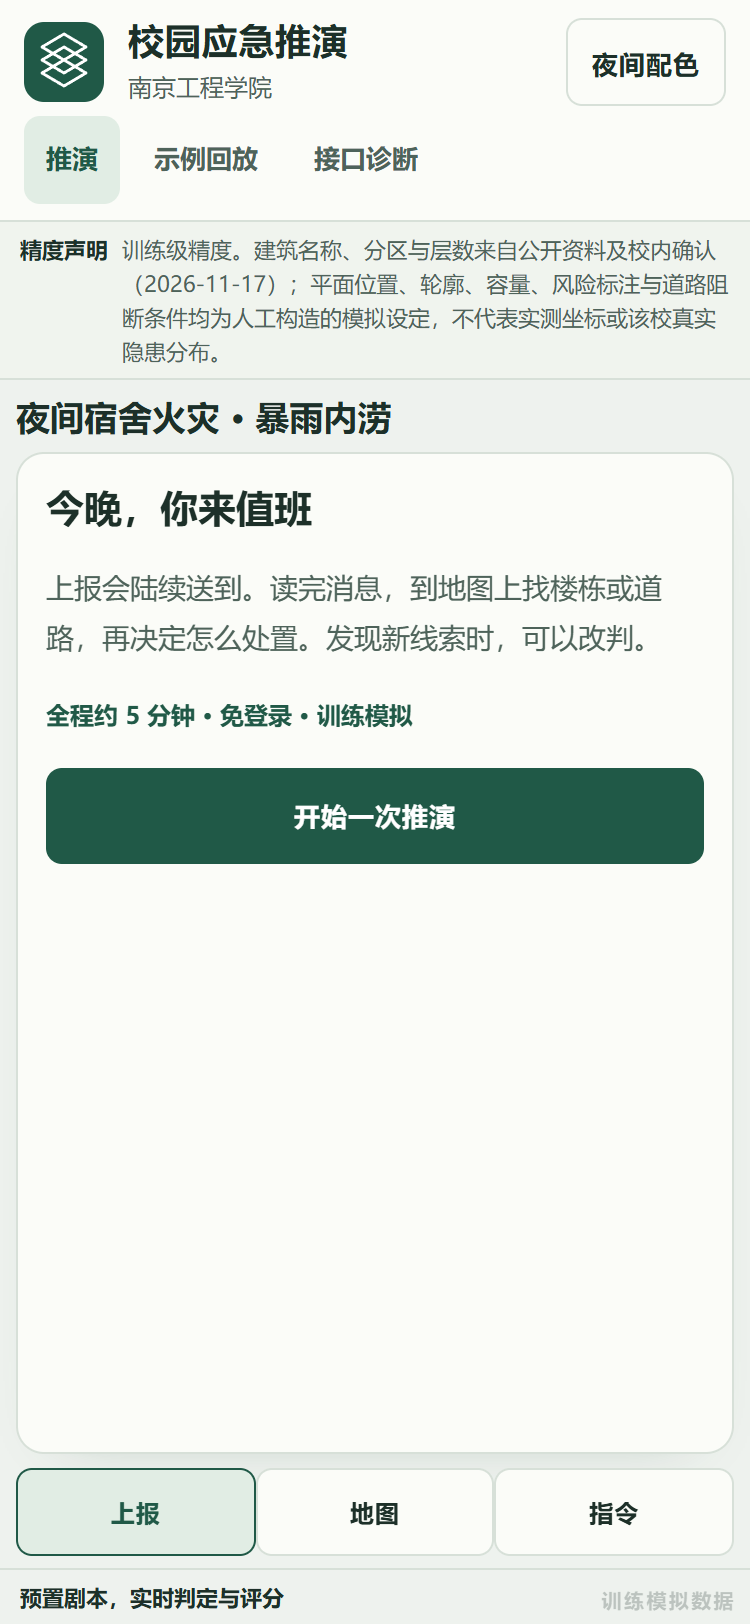 校园应急推演
南京工程学院
夜间配色
推演
示例回放
接口诊断
精度声明 训练级精度。建筑名称、分区与层数来自公开资料及校内确认
（2026-11-17）；平面位置、轮廓、容量、风险标注与道路阻
断条件均为人工构造的模拟设定，不代表实测坐标或该校真实
隐患分布。
夜间宿舍火灾·暴雨内涝
今晚，你来值班
上报会陆续送到。读完消息，到地图上找楼栋或道
路，再决定怎么处置。发现新线索时，可以改判。
全程约 5 分钟·免登录·训练模拟
开始一次推演
上报
地图
指令
预置剧本，实时判定与评分
训练模拟数据